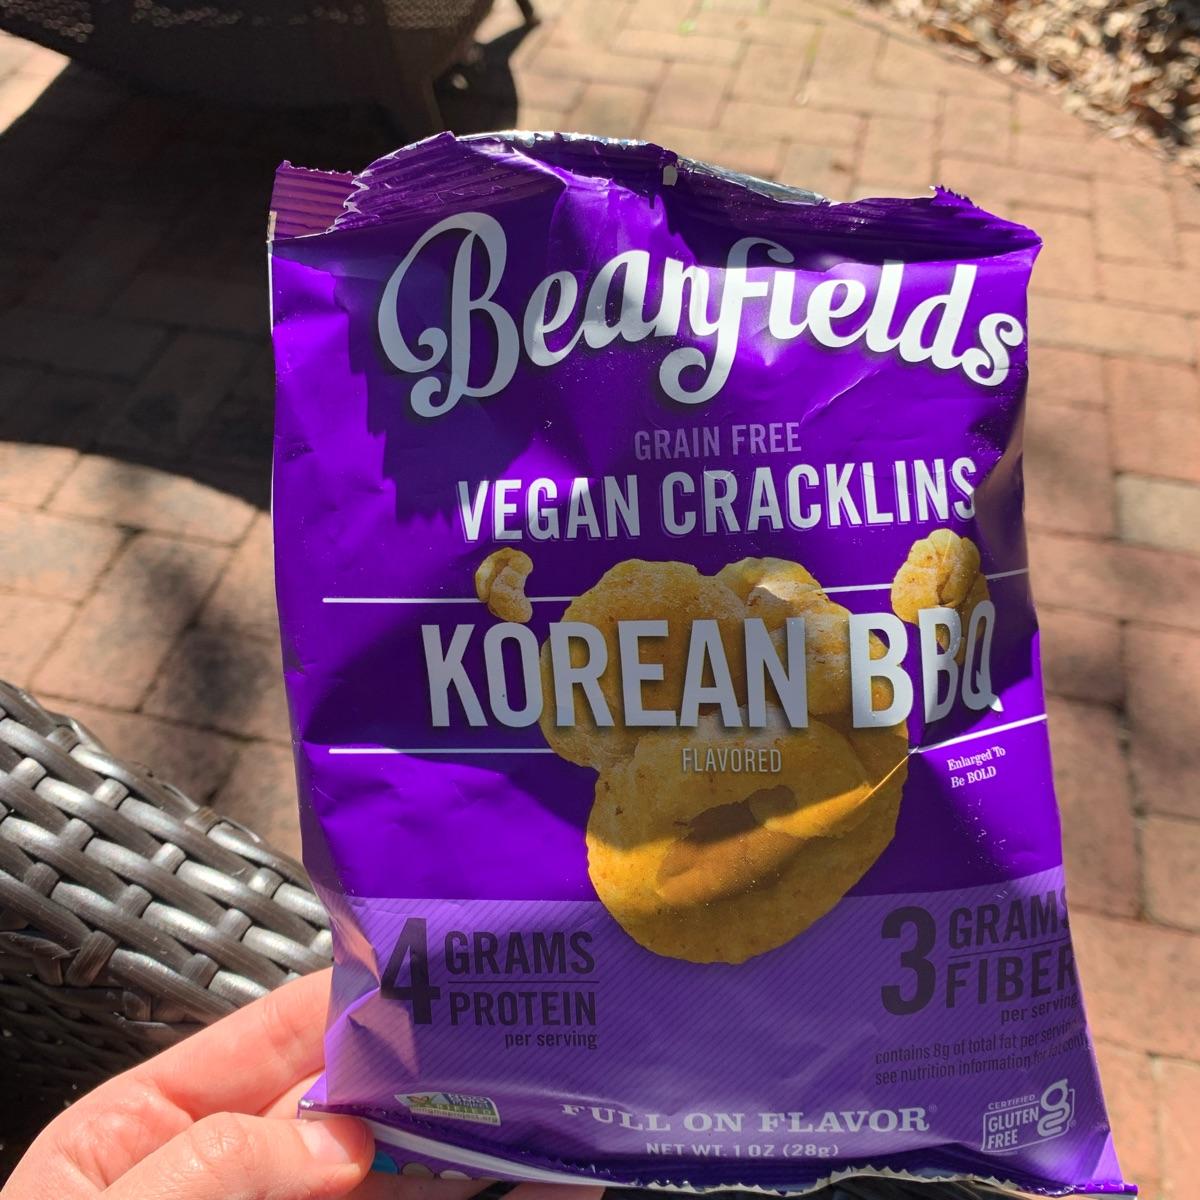 Beanfields
GRAIN FREE
VEGAN CRACKLINS
KOREAN BBQ
FLAVORED
Enlarged To
Be BOLD
4 GRAMS
PROTEIN
per serving
3 GRAMS
FIBER
per serving
contains 8g of total fat per serving
see nutrition information for fat
FULL ON FLAVOR®
NET WT. 1 OZ (28g)
CERTIFIED
GLUTEN
FREE